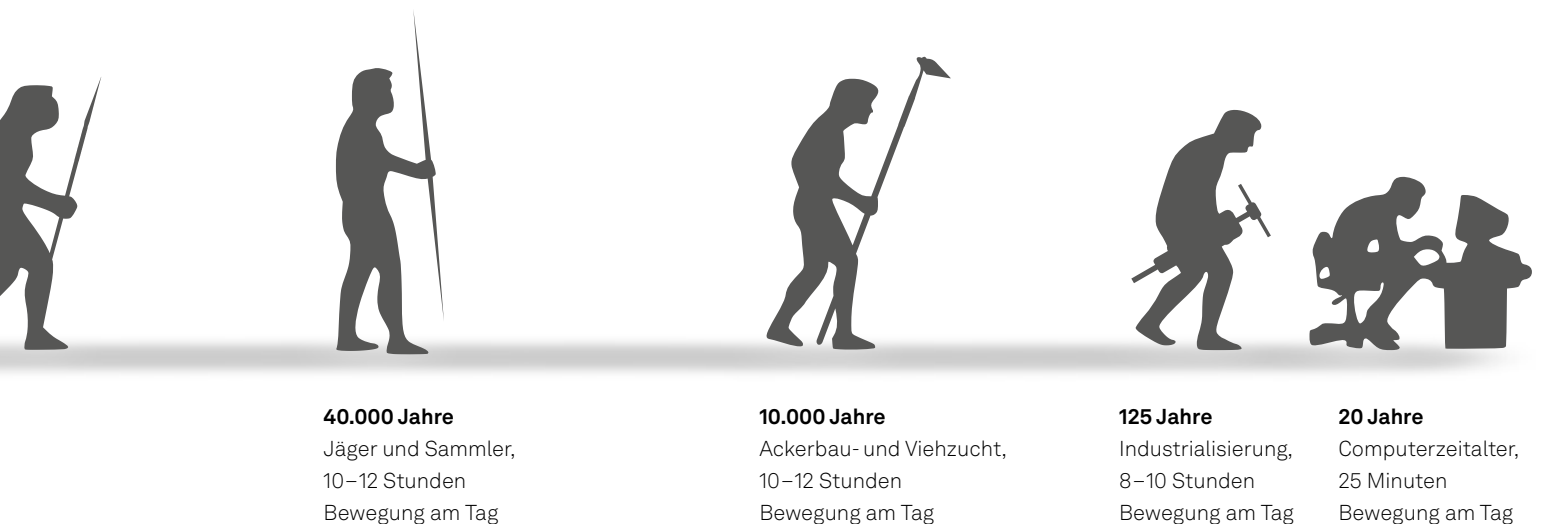 40.000 Jahre
Jäger und Sammler,
10–12 Stunden
Bewegung am Tag
10.000 Jahre
Ackerbau- und Viehzucht,
10–12 Stunden
Bewegung am Tag
125 Jahre
Industrialisierung,
8–10 Stunden
Bewegung am Tag
20 Jahre
Computerzeitalter,
25 Minuten
Bewegung am Tag